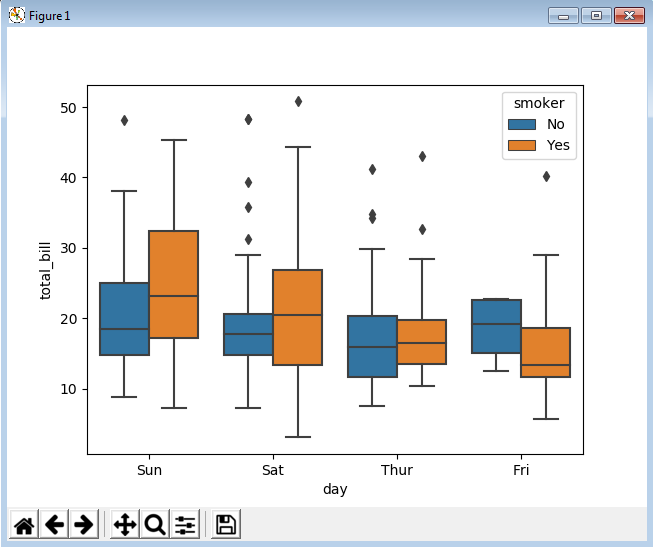 Figure 1
50
40
30
20
10
total_bill
smoker
No
Yes
Sun Sat Thur Fri
day